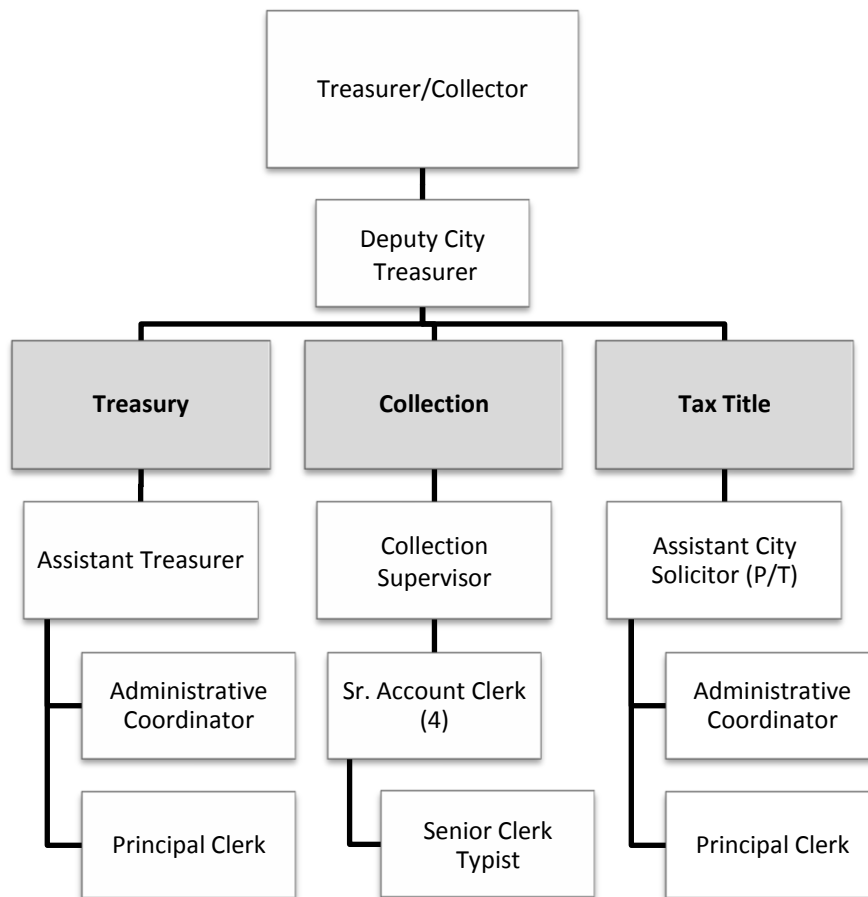 Treasurer/Collector
Deputy City
Treasurer
Treasury
Collection
Tax Title
Assistant Treasurer
Collection
Supervisor
Assistant City
Solicitor (P/T)
Administrative
Coordinator
Sr. Account Clerk
(4)
Administrative
Coordinator
Principal Clerk
Senior Clerk
Typist
Principal Clerk